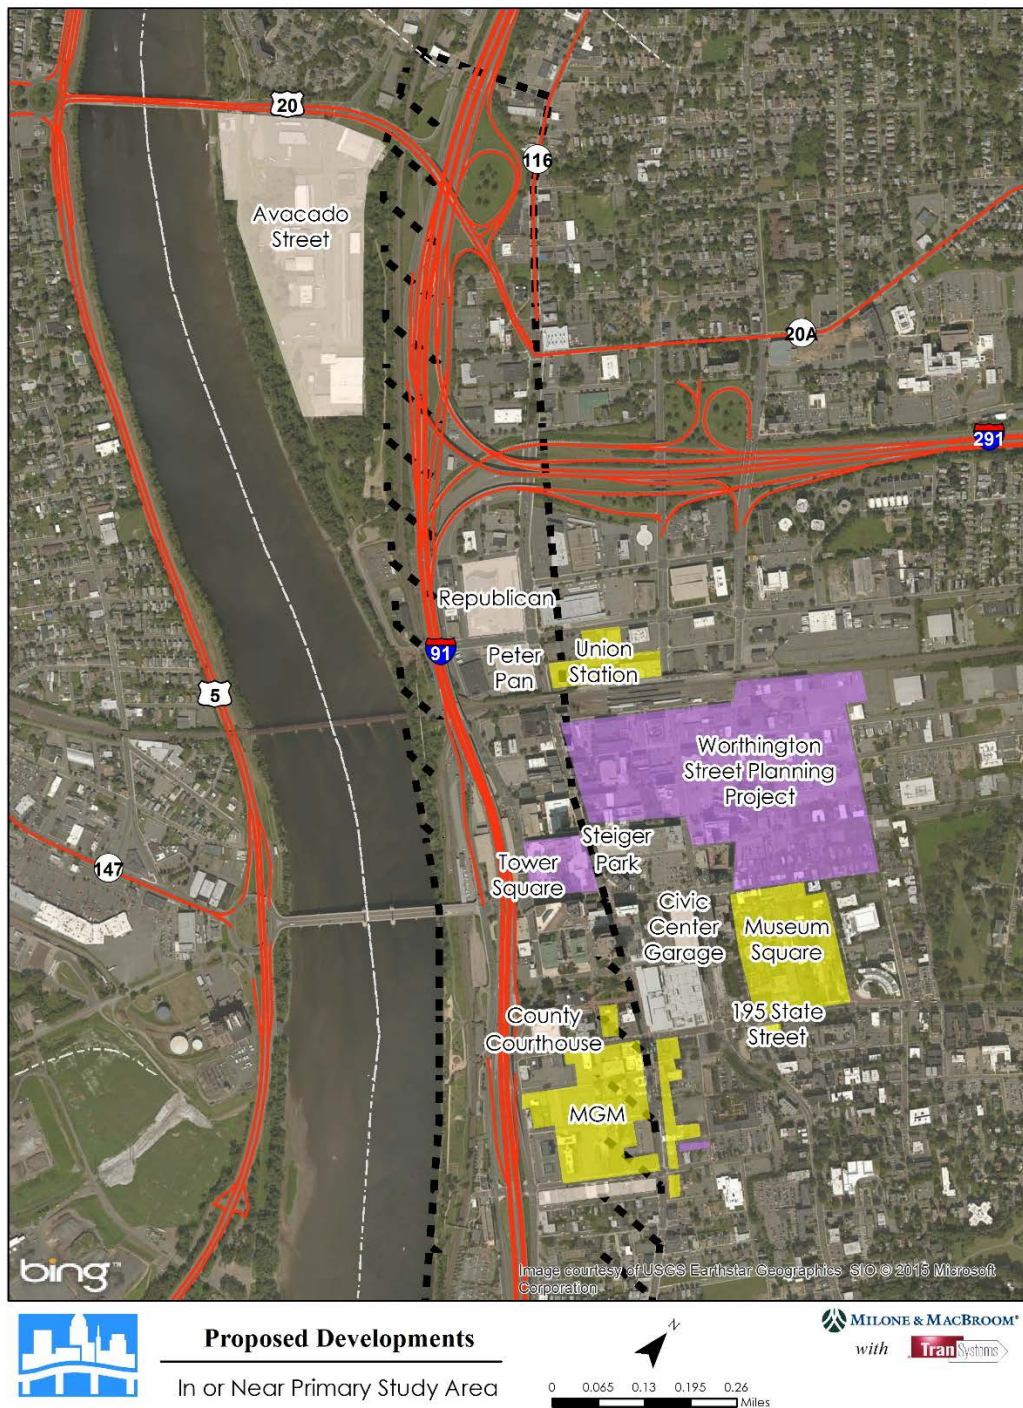 20
116
Avacado
Street
20A
291
Republican
91
Peter
Pan
Union
Station
5
Worthington
Street Planning
Project
Steiger
Park
Tower
Square
147
Civic
Center
Garage
Museum
Square
County
Courthouse
195 State
Street
MGM
bing™
Image courtesy of USGS Earthstar Geographics SIO © 2015 Microsoft
Corporation
Proposed Developments
In or Near Primary Study Area
N
0 0.065 0.13 0.195 0.26
Miles
MILONE & MACBROOM®
with
TranSystems